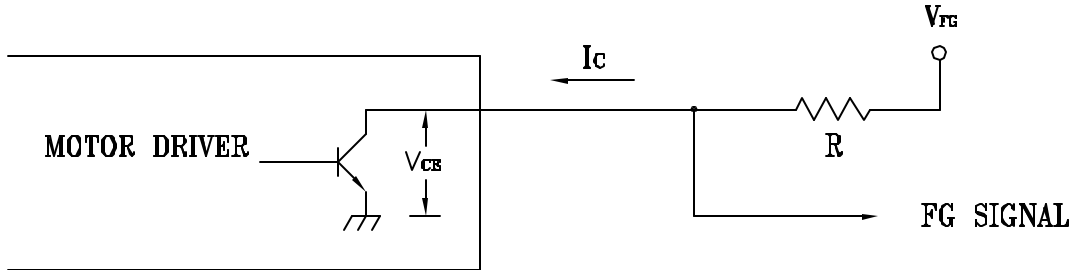 VFG
IC
MOTOR DRIVER
VCE
R
FG SIGNAL